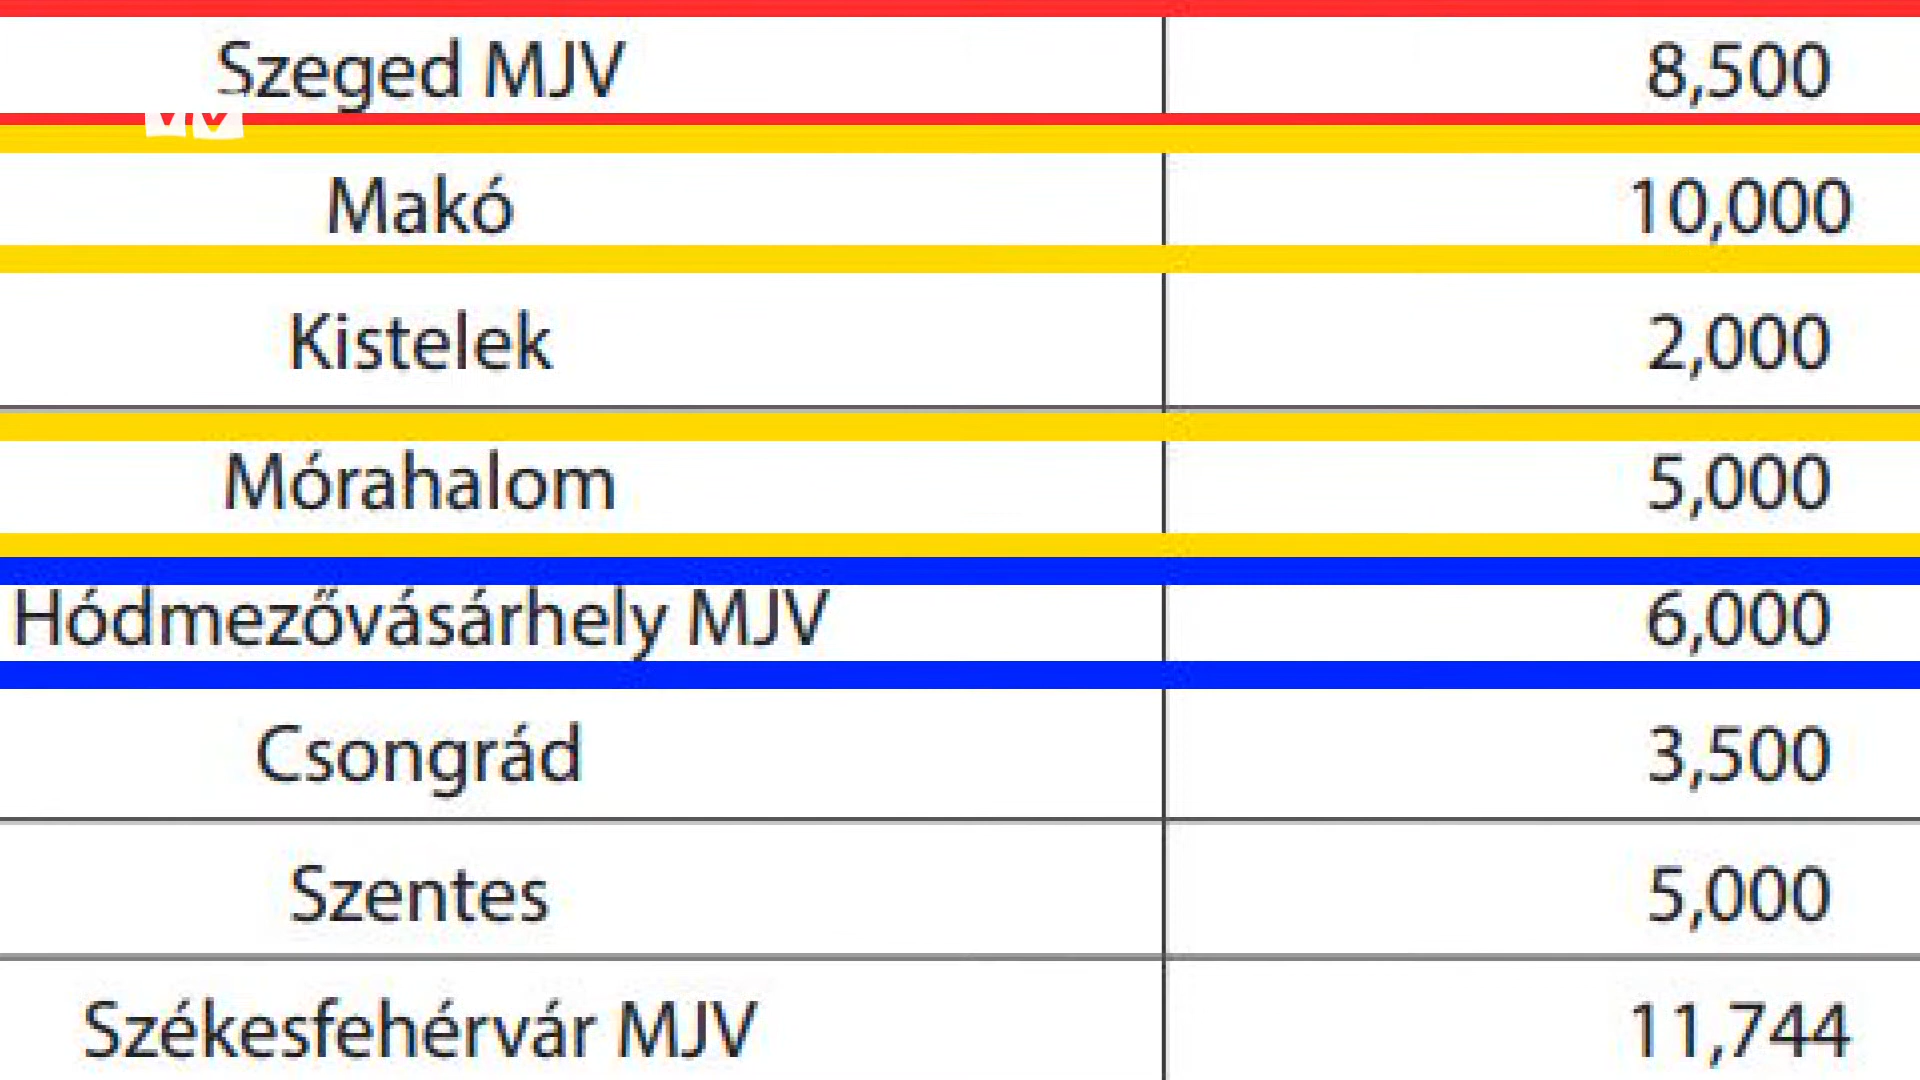 Szeged MJV 8,500
Makó 10,000
Kistelek 2,000
Mórahalom 5,000
Hódmezővásárhely MJV 6,000
Csongrád 3,500
Szentes 5,000
Székesfehérvár MJV 11,744